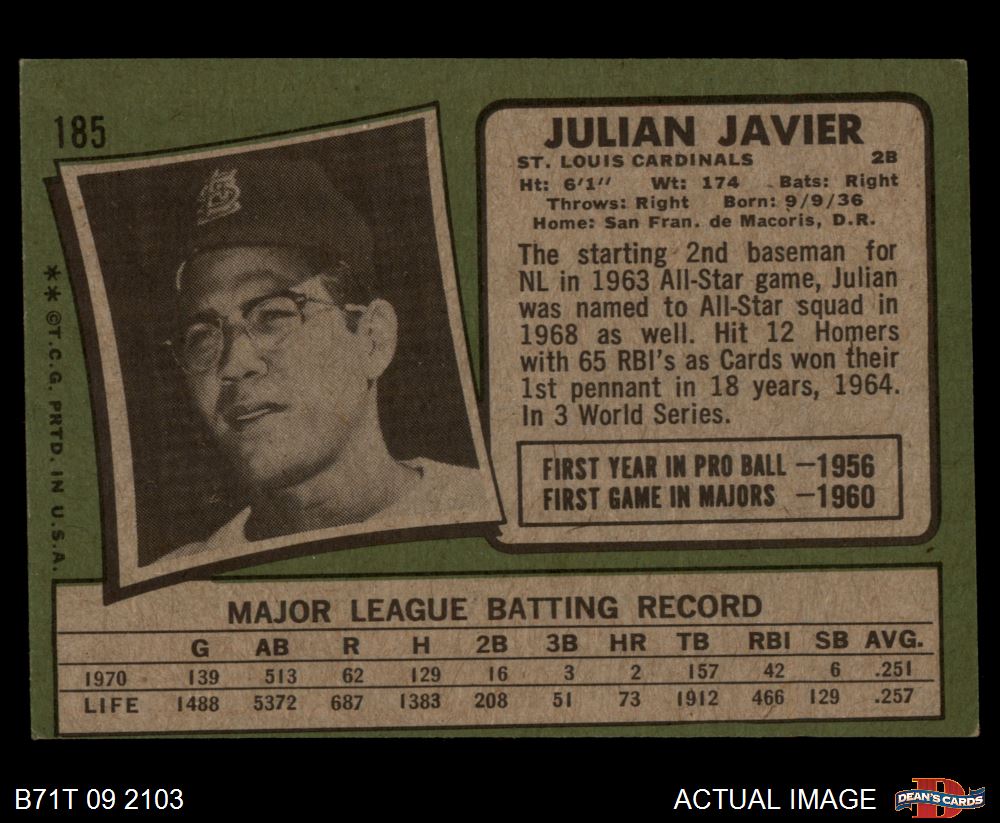 185
JULIAN JAVIER
ST. LOUIS CARDINALS 2B
Ht: 6'1" Wt: 174 Bats: Right
Throws: Right Born: 9/9/36
Home: San Fran. de Macoris, D.R.
The starting 2nd baseman for
NL in 1963 All-Star game, Julian
was named to All-Star squad in
1968 as well. Hit 12 Homers
with 65 RBI's as Cards won their
1st pennant in 18 years, 1964.
In 3 World Series.
FIRST YEAR IN PRO BALL —1956
FIRST GAME IN MAJORS —1960
** ©T.C.G. PRTD. IN U.S.A.
STL
MAJOR LEAGUE BATTING RECORD
G AB R H 2B 3B HR TB RBI SB AVG.
1970 139 513 62 129 16 3 2 157 42 6 .251
LIFE 1488 5372 687 1383 208 51 73 1912 466 129 .257
B71T 09 2103
ACTUAL IMAGE
D
DEAN'S CARDS